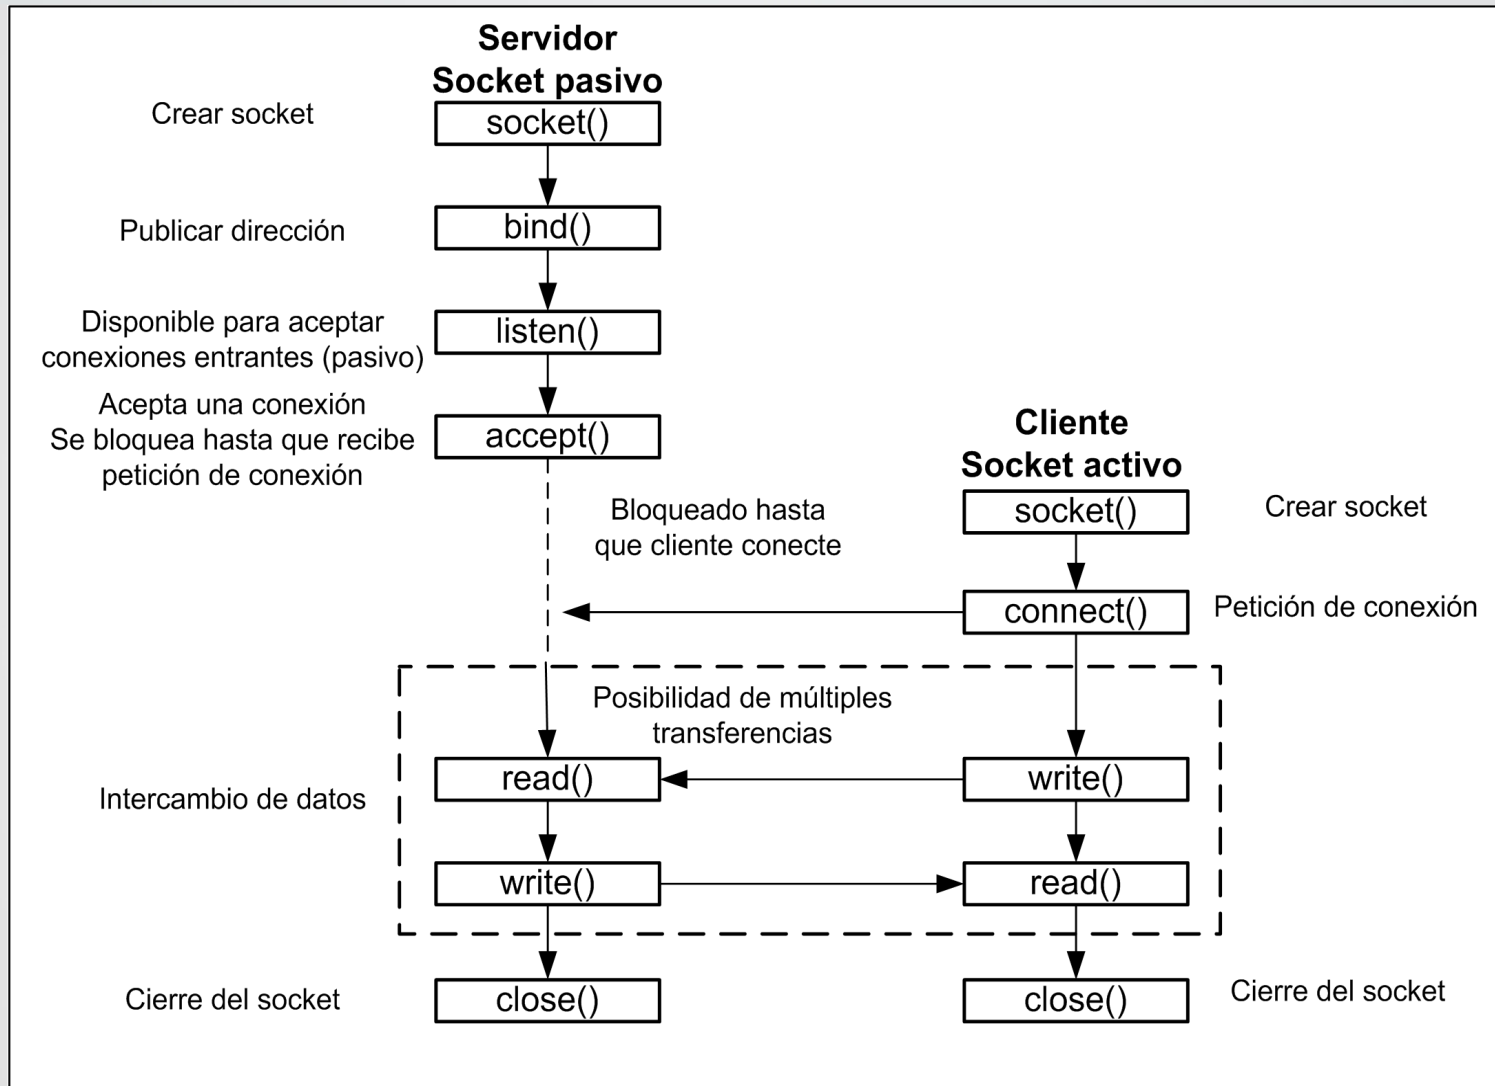 Servidor
Socket pasivo
Crear socket
socket()
Publicar dirección
bind()
Disponible para aceptar
conexiones entrantes (pasivo)
listen()
Acepta una conexión
Se bloquea hasta que recibe
petición de conexión
accept()
Cliente
Socket activo
socket()
Crear socket
Bloqueado hasta
que cliente conecte
connect()
Petición de conexión
Posibilidad de múltiples
transferencias
Intercambio de datos
read()
write()
write()
read()
Cierre del socket
close()
close()
Cierre del socket